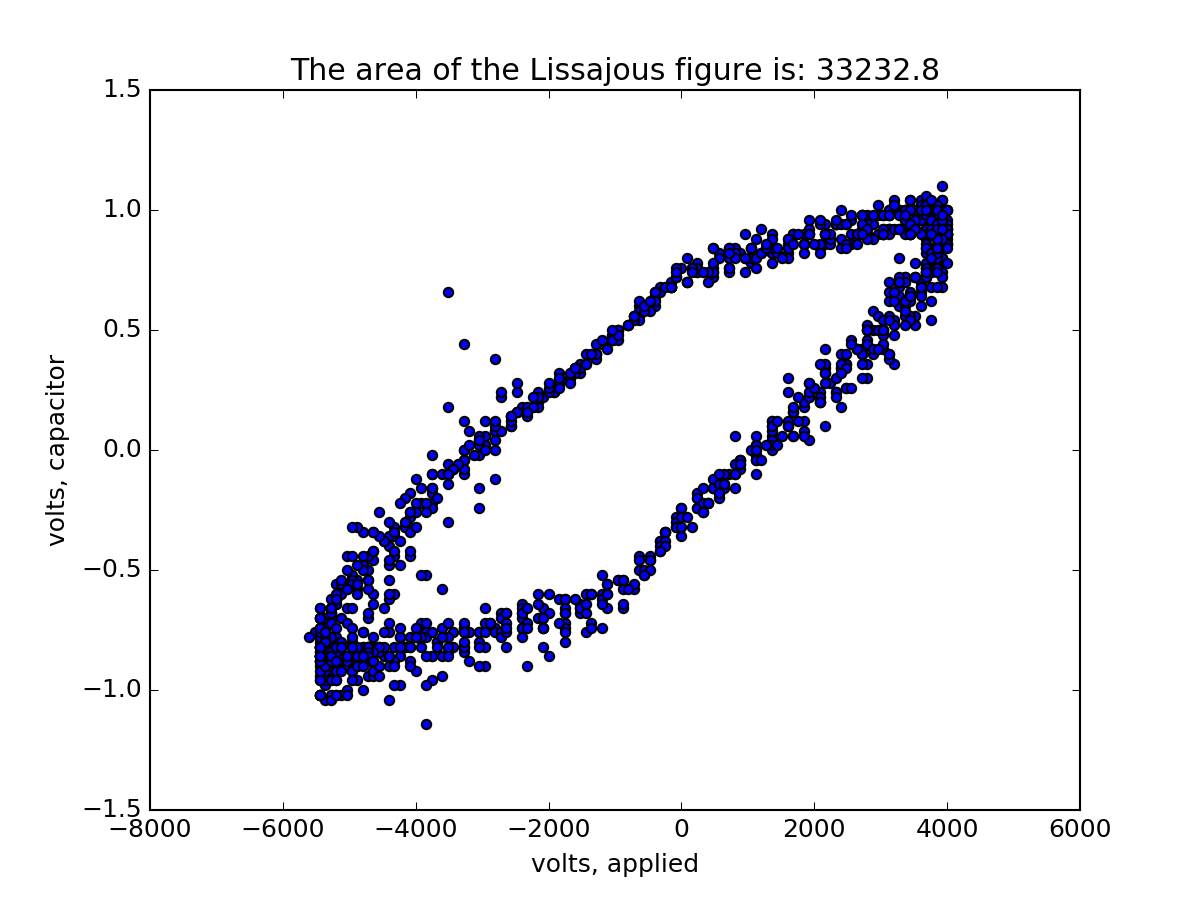 The area of the Lissajous figure is: 33232.8
1.5
1.0
0.5
0.0
−0.5
−1.0
−1.5
volts, capacitor
−8000 −6000 −4000 −2000 0 2000 4000 6000
volts, applied